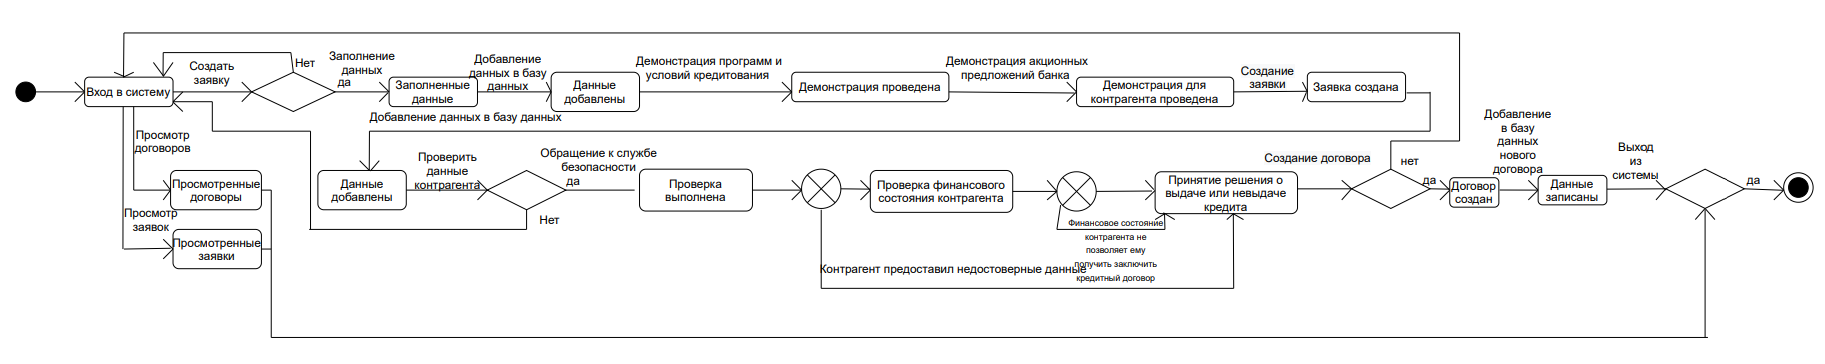 Вход в систему
Создать
заявку
Нет
Заполнение
данных
да
Заполненные
данные
Добавление
данных в базу
данных
Данные
добавлены
Демонстрация программ и
условий кредитования
Демонстрация проведена
Демонстрация акционных
предложений банка
Демонстрация для
контрагента проведена
Создание
заявки
Заявка создана
Добавление данных в базу данных
Просмотр
договоров
Просмотренные
договоры
Просмотр
заявок
Просмотренные
заявки
Данные
добавлены
Проверить
данные
контрагента
Обращение к службе
безопасности
да
Нет
Проверка
выполнена
Проверка финансового
состояния контрагента
Принятие решения о
выдаче или невыдаче
кредита
Финансовое состояние
контрагента не
позволяет ему
получить заключить
кредитный договор
Контрагент предоставил недостоверные данные
Создание договора
нет
да
Договор
создан
Добавление
в базу
данных
нового
договора
Данные
записаны
Выход
из
системы
да